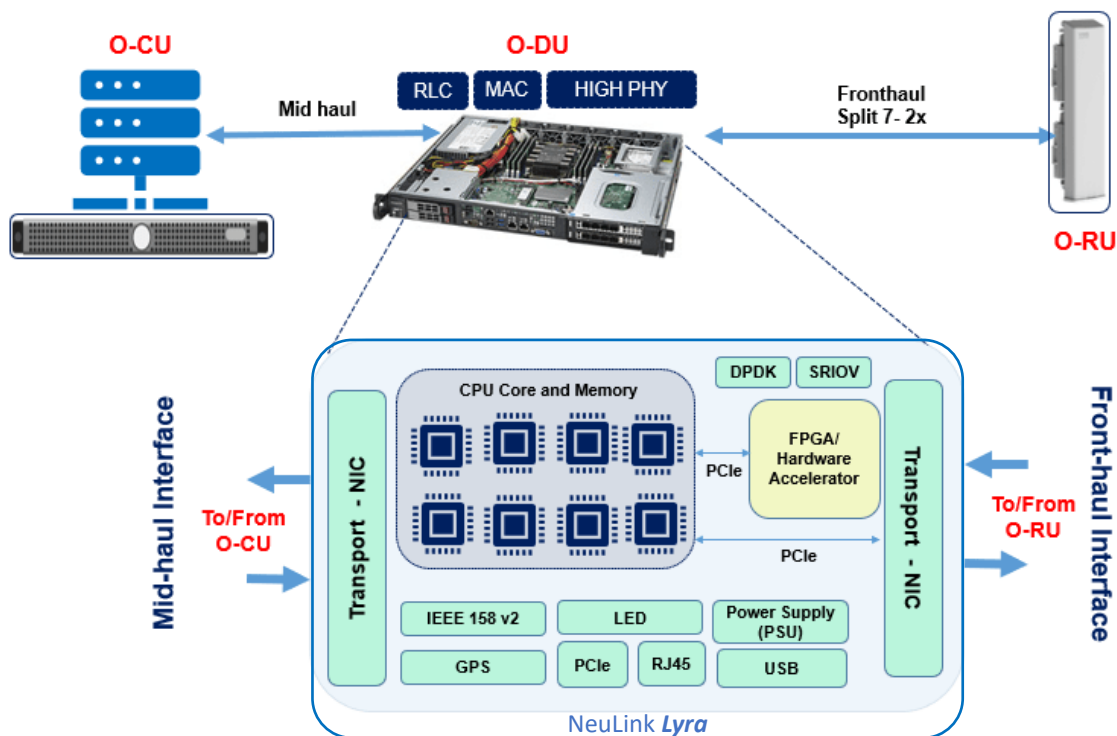 O-CU
O-DU
RLC
MAC
HIGH PHY
Mid haul
Fronthaul
Split 7- 2x
O-RU
CPU Core and Memory
DPDK
SRIOV
FPGA/
Hardware
Accelerator
PCIe
PCIe
Transport - NIC
Transport - NIC
Mid-haul Interface
To/From
O-CU
Front-haul Interface
To/From
O-RU
IEEE 158 v2
LED
Power Supply
(PSU)
GPS
PCIe
RJ45
USB
NeuLink Lyra